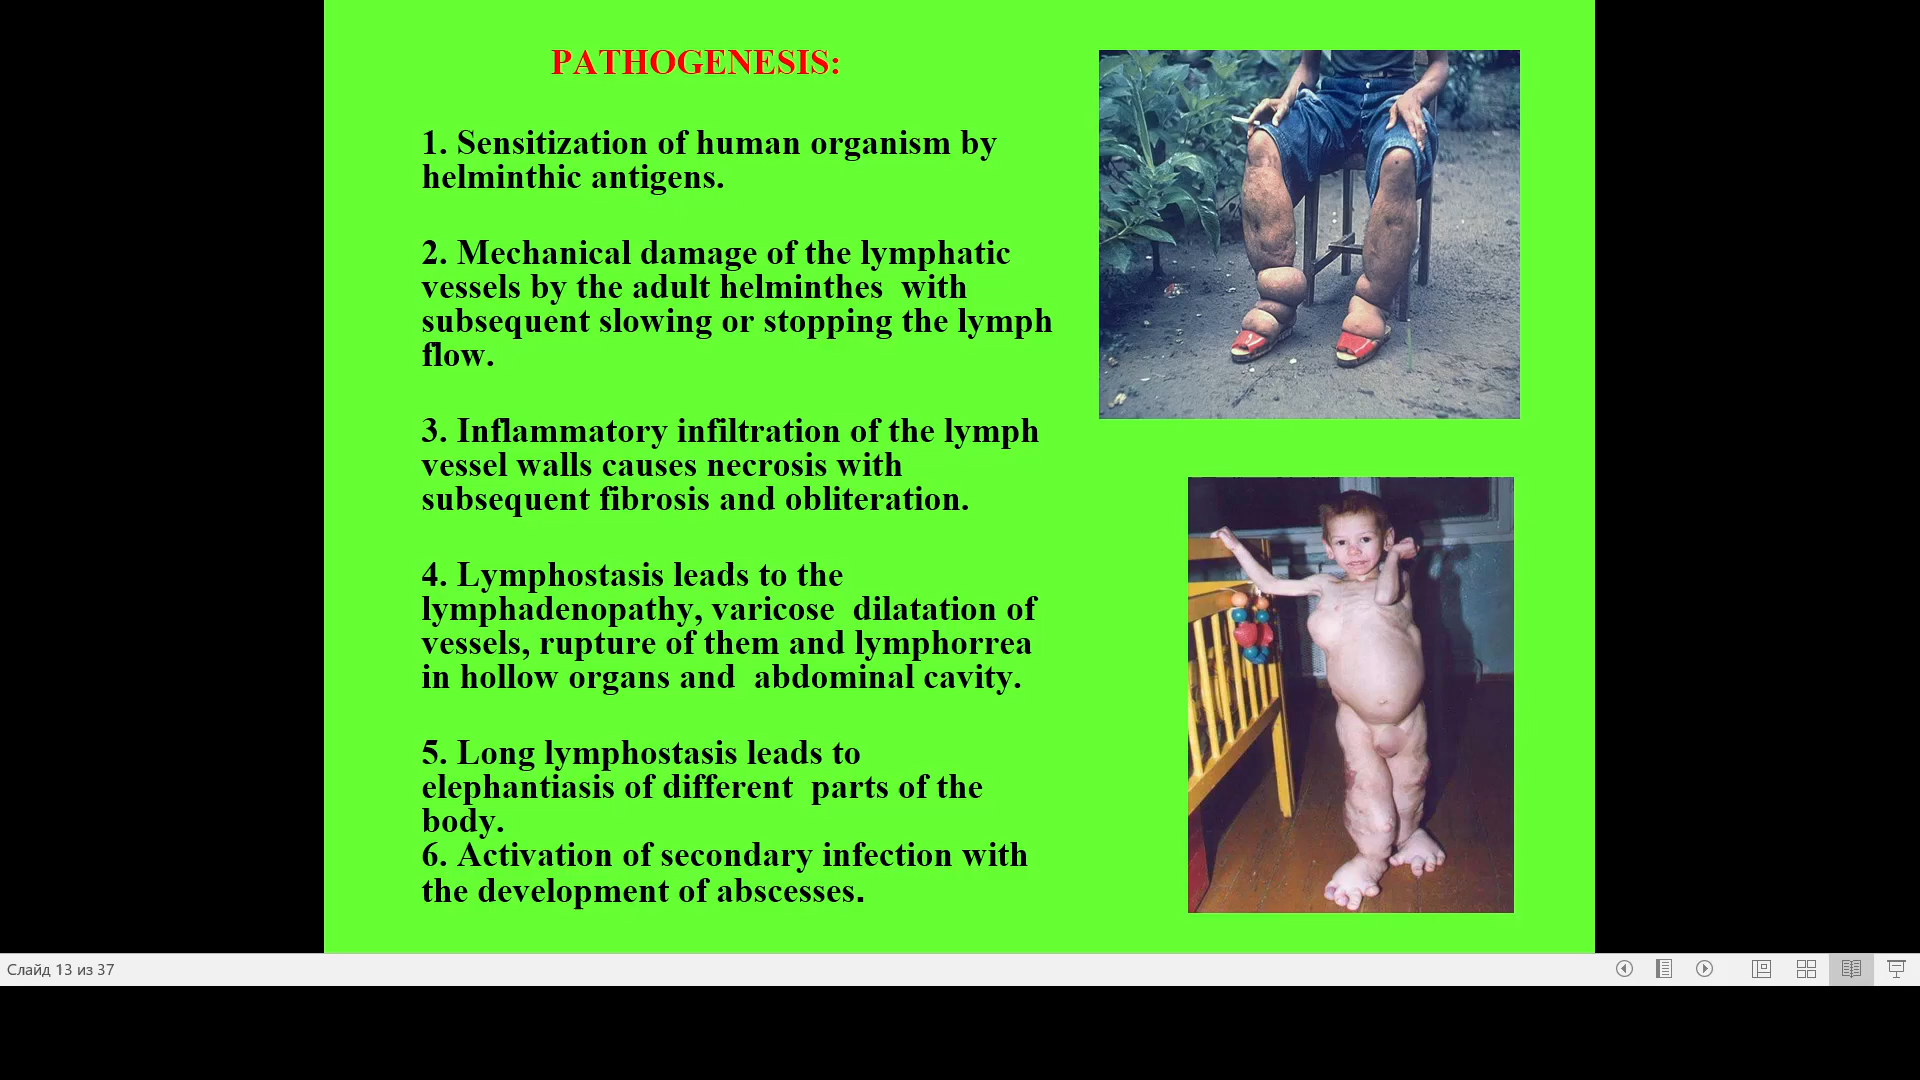 PATHOGENESIS:
1. Sensitization of human organism by
helminthic antigens.
2. Mechanical damage of the lymphatic
vessels by the adult helminthes  with
subsequent slowing or stopping the lymph
flow.
3. Inflammatory infiltration of the lymph
vessel walls causes necrosis with
subsequent fibrosis and obliteration.
4. Lymphostasis leads to the
lymphadenopathy, varicose  dilatation of
vessels, rupture of them and lymphorrea
in hollow organs and  abdominal cavity.
5. Long lymphostasis leads to
elephantiasis of different  parts of the
body.
6. Activation of secondary infection with
the development of abscesses.
Слайд 13 из 37